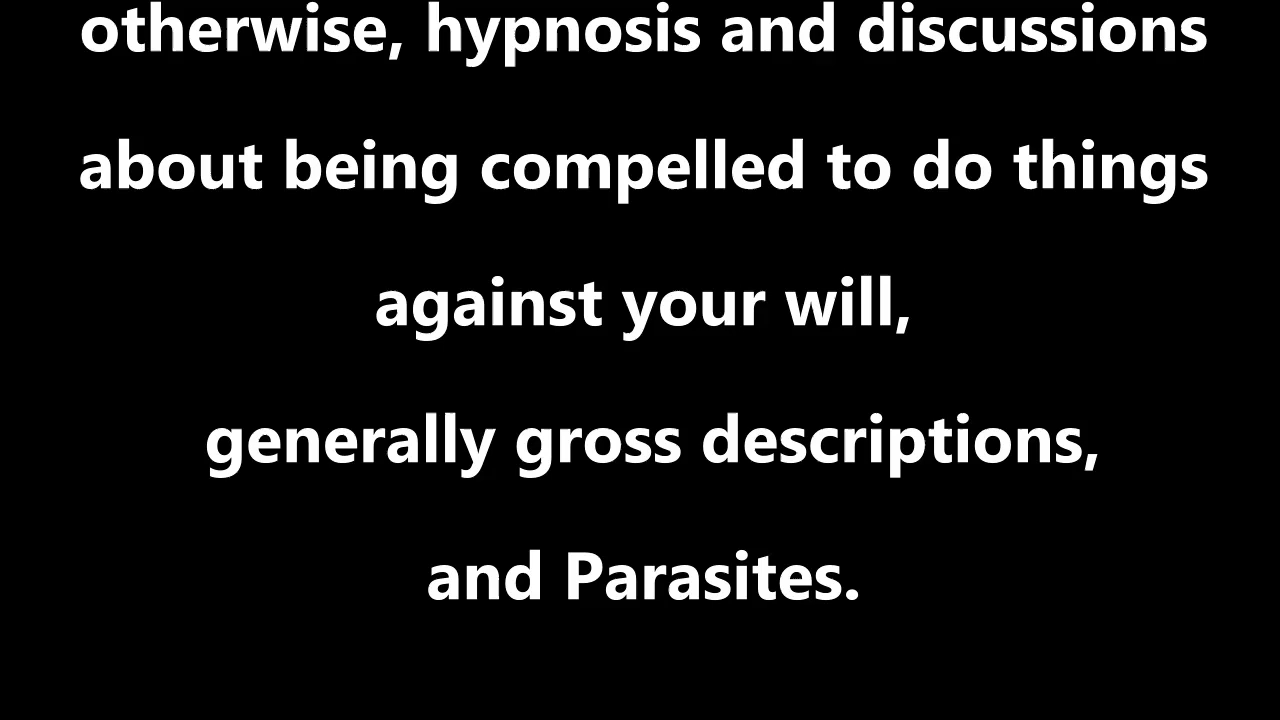 otherwise, hypnosis and discussions
about being compelled to do things
against your will,
generally gross descriptions,
and Parasites.